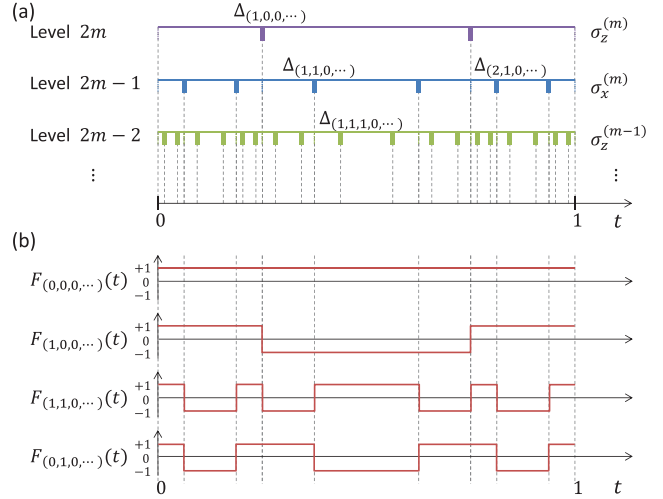 (a)
Δ(1,0,0,⋯)
Level 2m
σz(m)
Δ(1,1,0,⋯)
Δ(2,1,0,⋯)
Level 2m − 1
σx(m)
Δ(1,1,1,0,⋯)
Level 2m − 2
σz(m−1)
⋮ ⋮
0 1 t
(b)
F(0,0,0,⋯)(t) +1 0 −1
F(1,0,0,⋯)(t) +1 0 −1
F(1,1,0,⋯)(t) +1 0 −1
F(0,1,0,⋯)(t) +1 0 −1
0 1 t